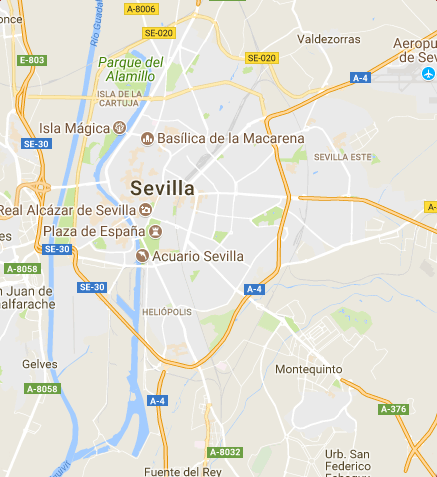 A-8006
once
Río Guada
SE-020
Valdezorras
E-803
SE-020
Aeropu
de Sev
Parque del
Alamillo
A-4
ISLA DE LA
CARTUJA
Isla Mágica
Basílica de la Macarena
SE-30
SEVILLA ESTE
Sevilla
Real Alcázar de Sevilla
A-
Plaza de España
les
SE-30
Acuario Sevilla
A-8058
SE-30
A-4
n Juan de
alfarache
HELIÓPOLIS
Gelves
Montequinto
A-8058
A-4
A-376
A-8032
Urb. San
Federico
Fuente del Rey